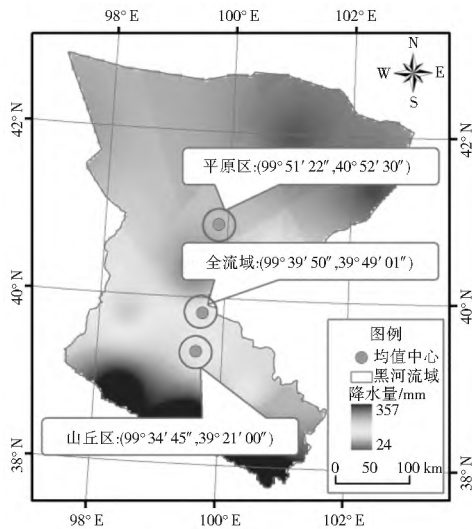 98° E 100° E 102° E
N
W E
S
42° N
42° N
平原区:(99°51′22″,40°52′30″)
全流域:(99°39′50″,39°49′01″)
40° N
40° N
图例
均值中心
黑河流域
降水量/mm
357
24
山丘区:(99°34′45″,39°21′00″)
0 50 100 km
38° N
38° N
98° E 100° E 102° E